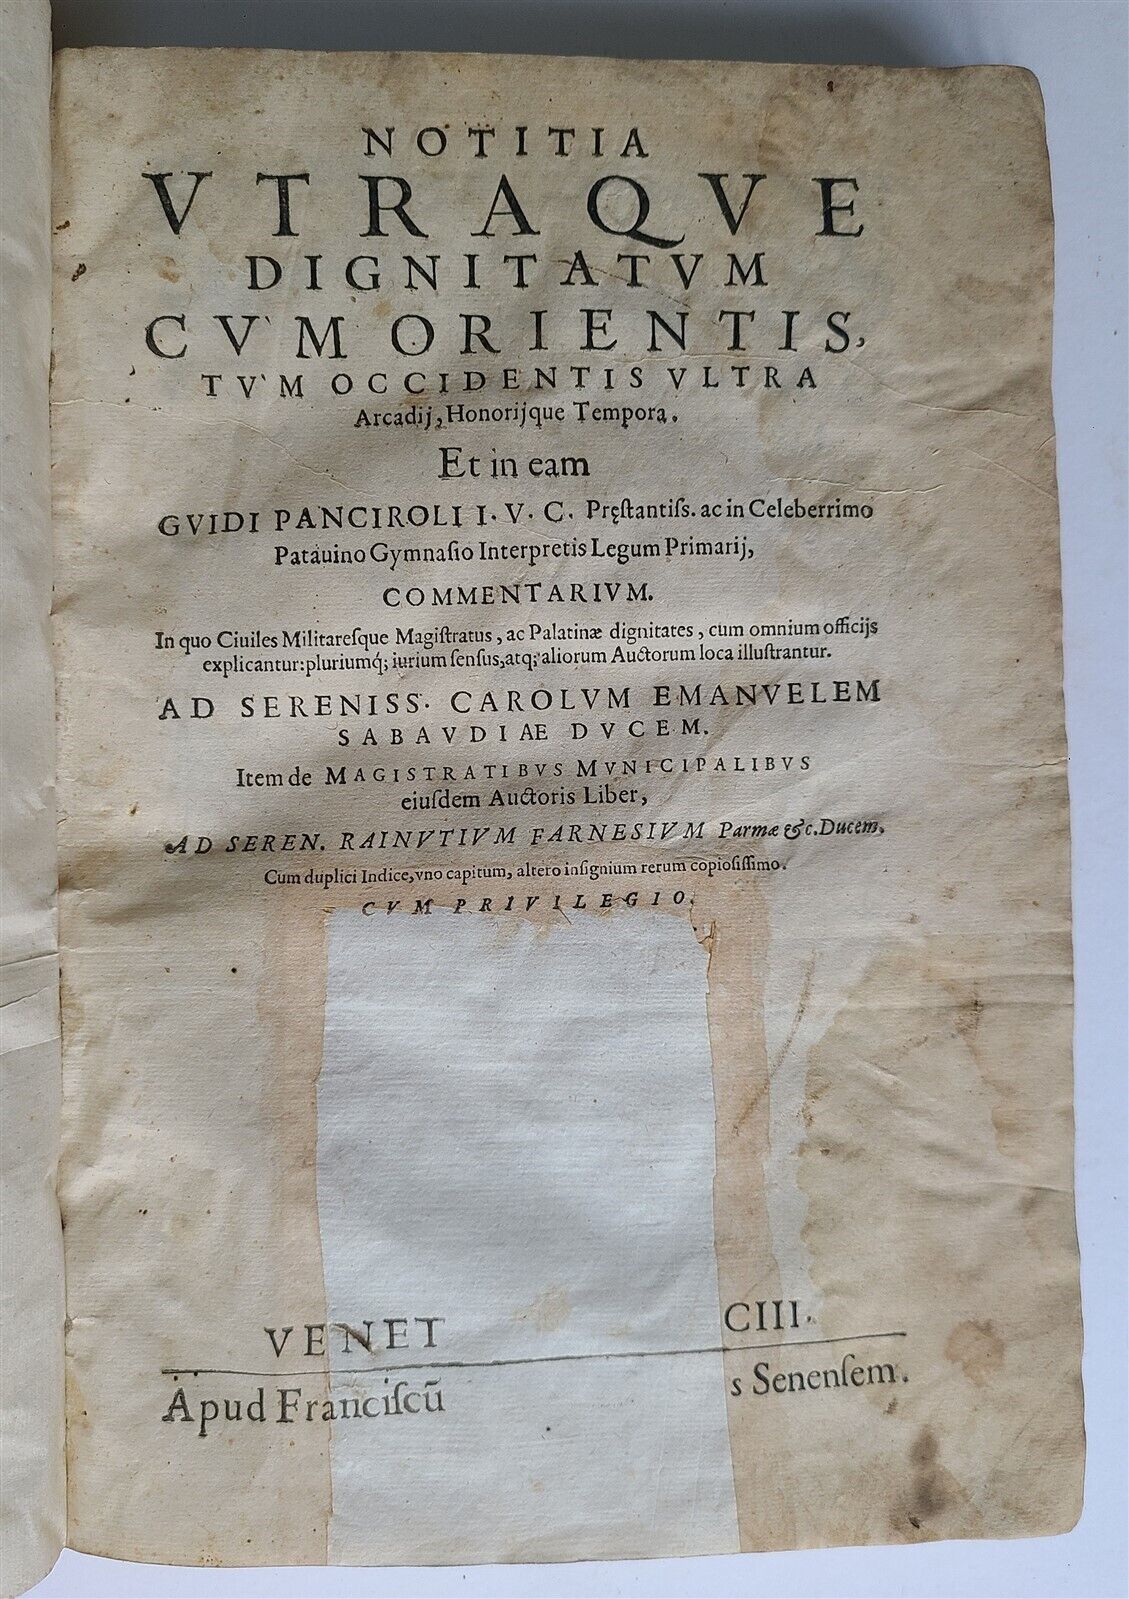 NOTITIA
VTRAQVE
DIGNITATVM
CVM ORIENTIS,
TVM OCCIDENTIS VLTRA
Arcadij, Honorijque Tempora.
Et in eam
GVIDI PANCIROLI I. V. C. Pręſtantiſs. ac in Celeberrimo
Patauino Gymnaſio Interpretis Legum Primarij,
COMMENTARIVM.
In quo Ciuiles Militareſque Magiſtratus, ac Palatinæ dignitates, cum omnium officijs
explicantur: pluriumq́; iurium ſenſus, atq; aliorum Auctorum loca illuſtrantur.
AD SERENISS. CAROLVM EMANVELEM
SABAVDIAE DVCEM.
Item de MAGISTRATIBVS MVNICIPALIBVS
eiuſdem Auctoris Liber,
AD SEREN. RAINVTIVM FARNESIVM Parmæ &c. Ducem.
Cum duplici Indice, vno capitum, altero inſignium rerum copioſiſſimo.
CVM PRIVILEGIO.
VENET CIII.
Apud Franciſcū s Senenſem.